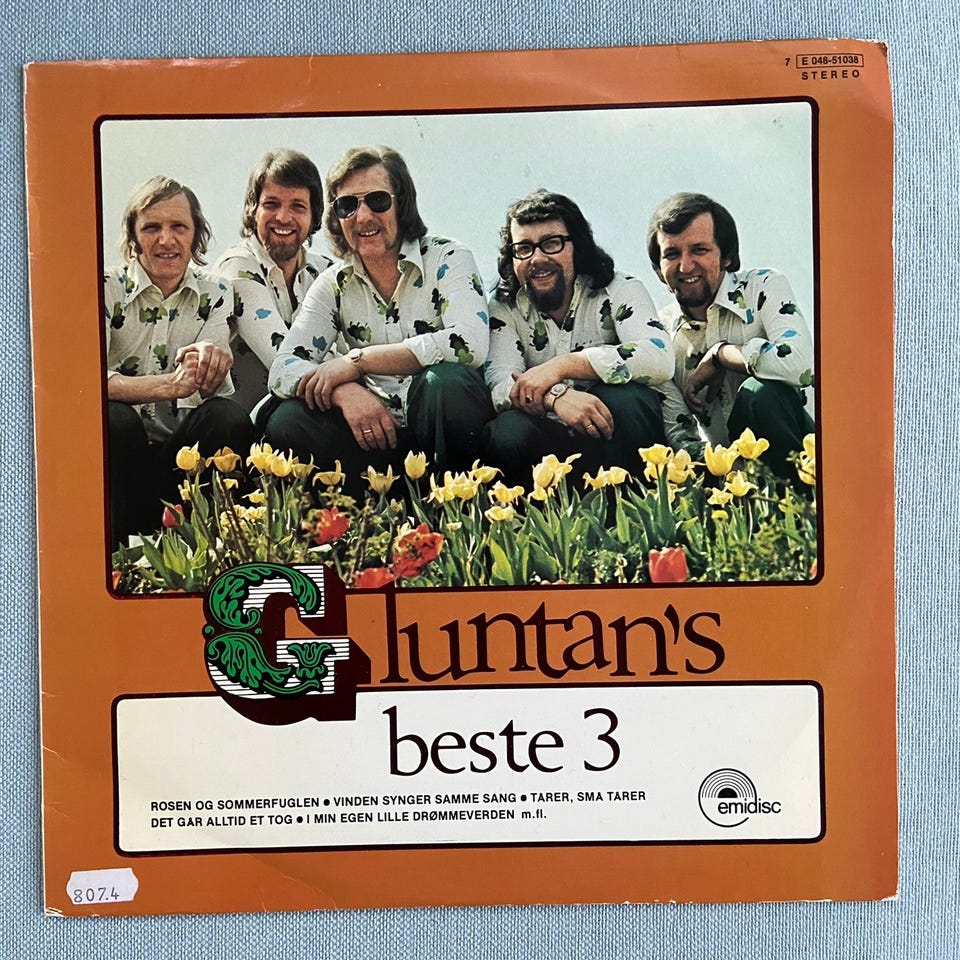 7 E 048-51038
STEREO
Gluntan's
beste 3
ROSEN OG SOMMERFUGLEN ● VINDEN SYNGER SAMME SANG ● TARER, SMA TARER
DET GAR ALLTID ET TOG ● I MIN EGEN LILLE DRØMMEVERDEN m.fl.
emidisc
807.4